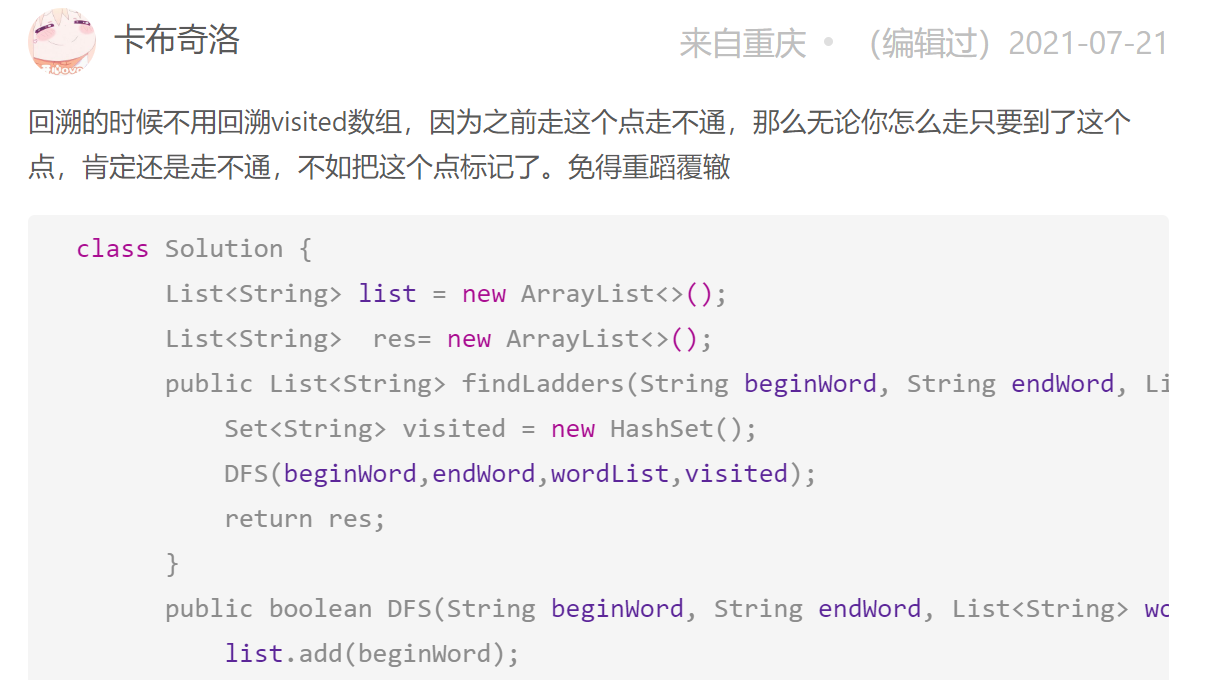 卡布奇洛
来自重庆 • （编辑过） 2021-07-21
回溯的时候不用回溯visited数组，因为之前走这个点走不通，那么无论你怎么走只要到了这个
点，肯定还是走不通，不如把这个点标记了。免得重蹈覆辙
class Solution {
List<String> list = new ArrayList<>();
List<String>  res= new ArrayList<>();
public List<String> findLadders(String beginWord, String endWord, Li
Set<String> visited = new HashSet();
DFS(beginWord,endWord,wordList,visited);
return res;
}
public boolean DFS(String beginWord, String endWord, List<String> wo
list.add(beginWord);